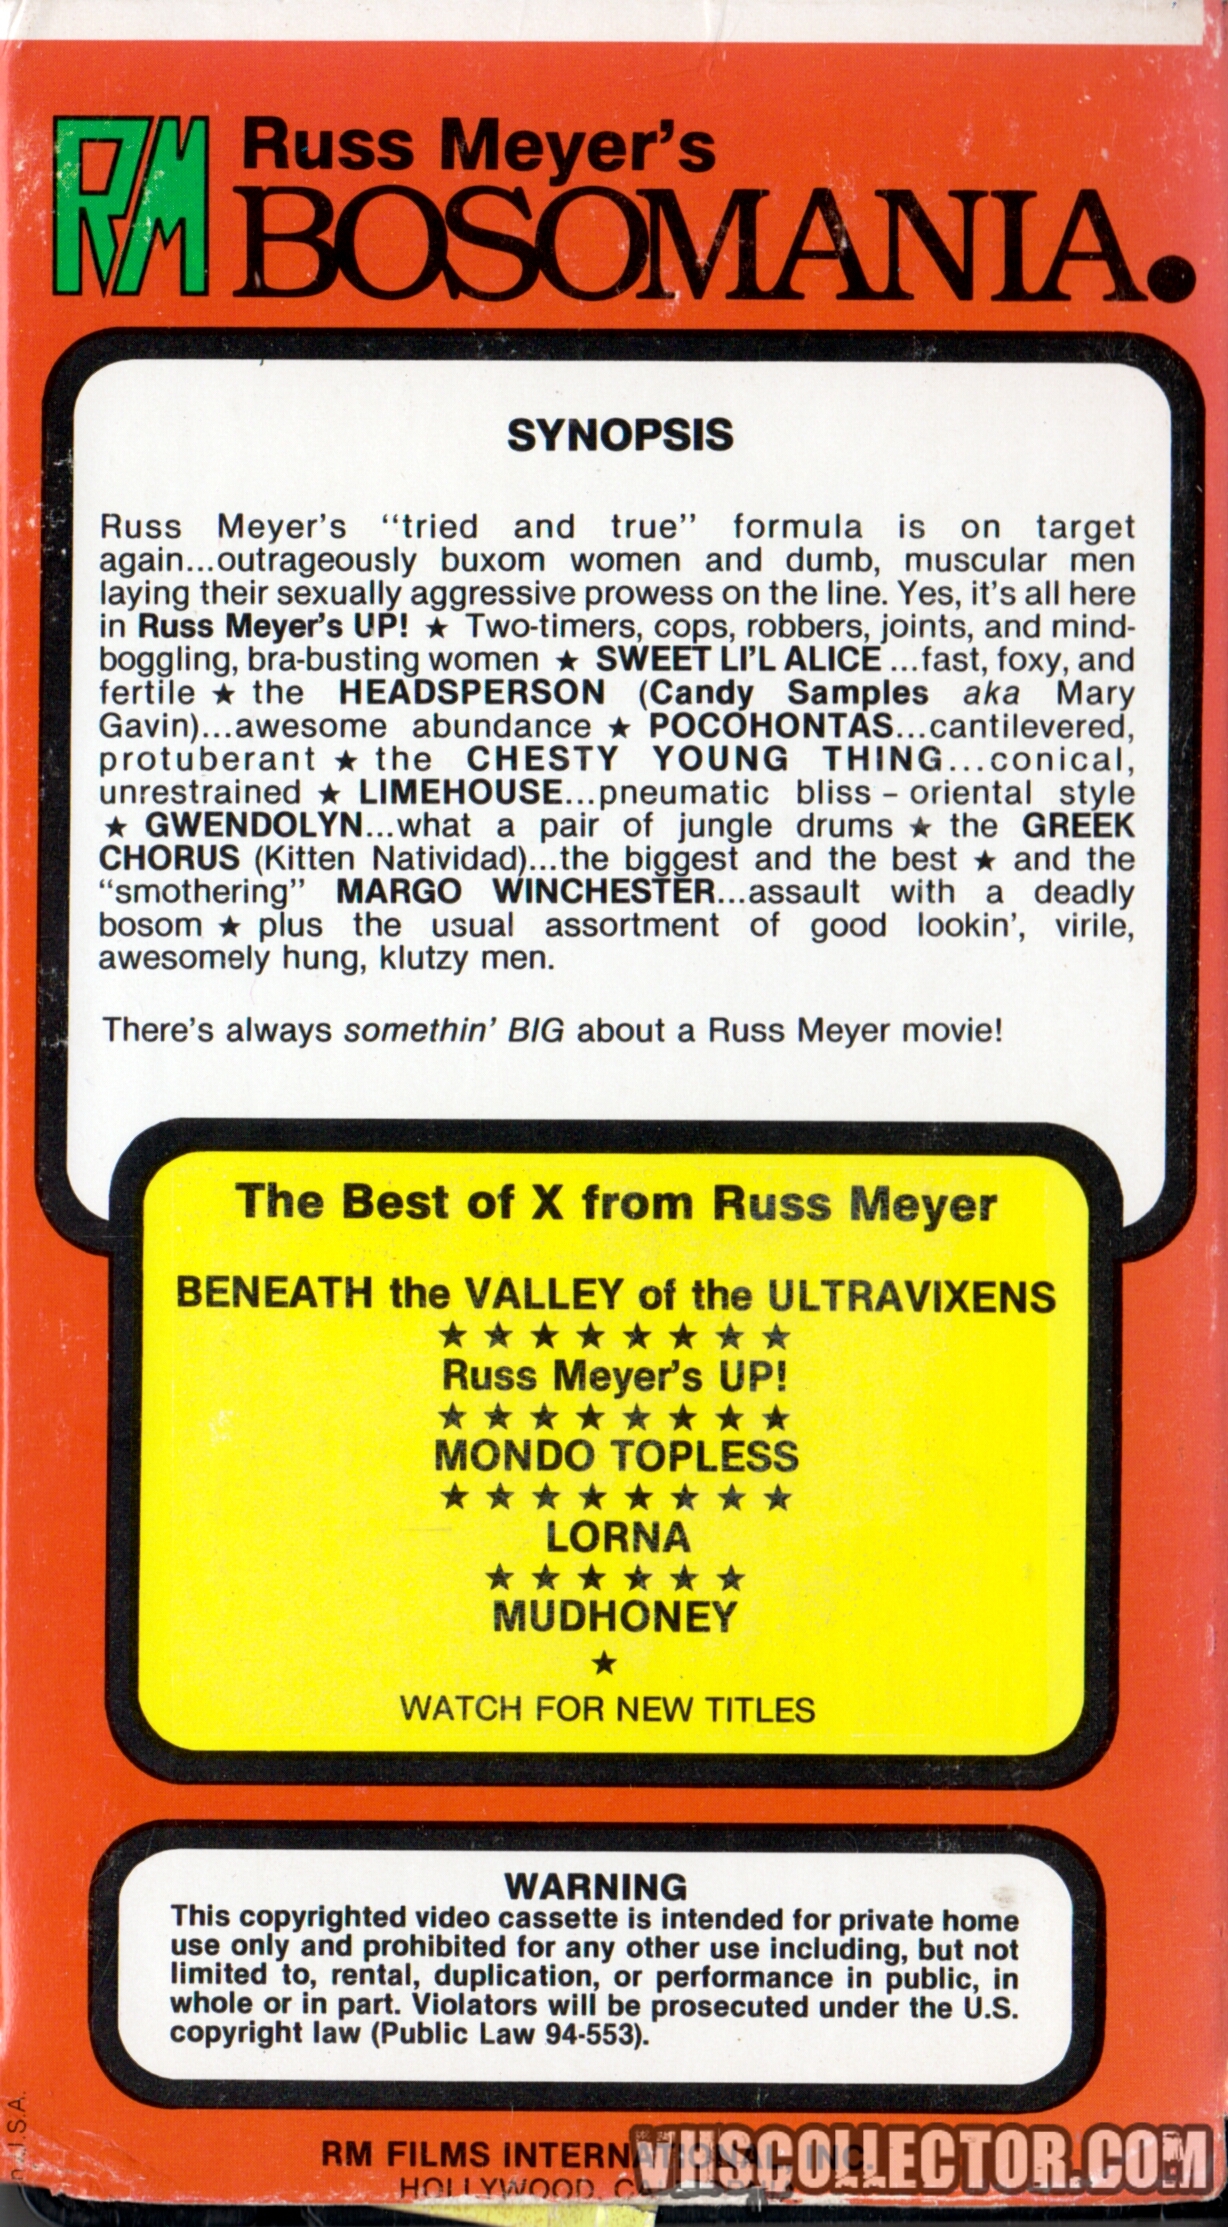 RM
Russ Meyer's
BOSOMANIA.
SYNOPSIS
Russ Meyer's "tried and true" formula is on target
again...outrageously buxom women and dumb, muscular men
laying their sexually aggressive prowess on the line. Yes, it's all here
in Russ Meyer's UP! ★ Two-timers, cops, robbers, joints, and mind-
boggling, bra-busting women ★ SWEET LI'L ALICE ...fast, foxy, and
fertile ★ the HEADSPERSON (Candy Samples aka Mary
Gavin)...awesome abundance ★ POCOHONTAS...cantilevered,
protuberant ★ the CHESTY YOUNG THING...conical,
unrestrained ★ LIMEHOUSE...pneumatic bliss – oriental style
★ GWENDOLYN...what a pair of jungle drums ★ the GREEK
CHORUS (Kitten Natividad)...the biggest and the best ★ and the
"smothering" MARGO WINCHESTER...assault with a deadly
bosom ★ plus the usual assortment of good lookin', virile,
awesomely hung, klutzy men.
There's always somethin' BIG about a Russ Meyer movie!
The Best of X from Russ Meyer
BENEATH the VALLEY of the ULTRAVIXENS
★ ★ ★ ★ ★ ★ ★ ★
Russ Meyer's UP!
★ ★ ★ ★ ★ ★ ★ ★
MONDO TOPLESS
★ ★ ★ ★ ★ ★ ★ ★
LORNA
★ ★ ★ ★ ★ ★
MUDHONEY
★
WATCH FOR NEW TITLES
WARNING
This copyrighted video cassette is intended for private home
use only and prohibited for any other use including, but not
limited to, rental, duplication, or performance in public, in
whole or in part. Violators will be prosecuted under the U.S.
copyright law (Public Law 94-553).
RM FILMS INTERNATIONAL, INC.
HOLLYWOOD,
VHSCOLLECTOR.COM